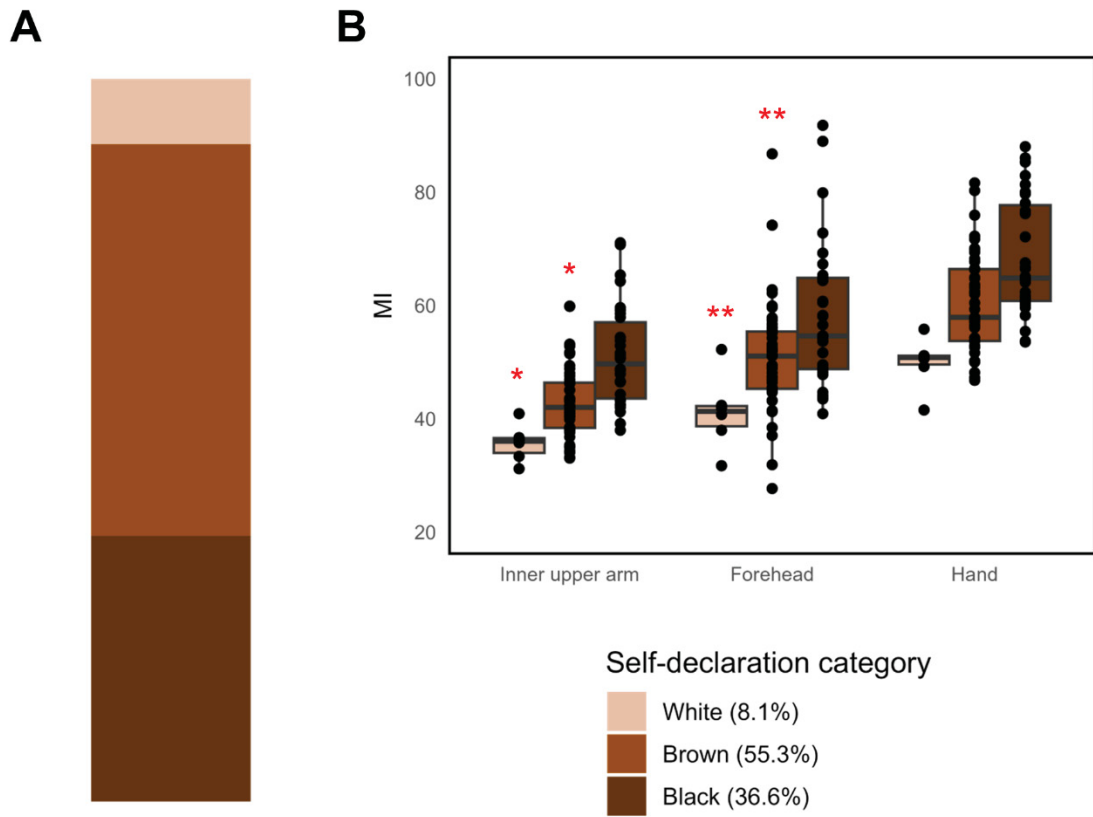 A
B
100
80
60
40
20
MI
*
*
**
**
Inner upper arm
Forehead
Hand
Self-declaration category
White (8.1%)
Brown (55.3%)
Black (36.6%)